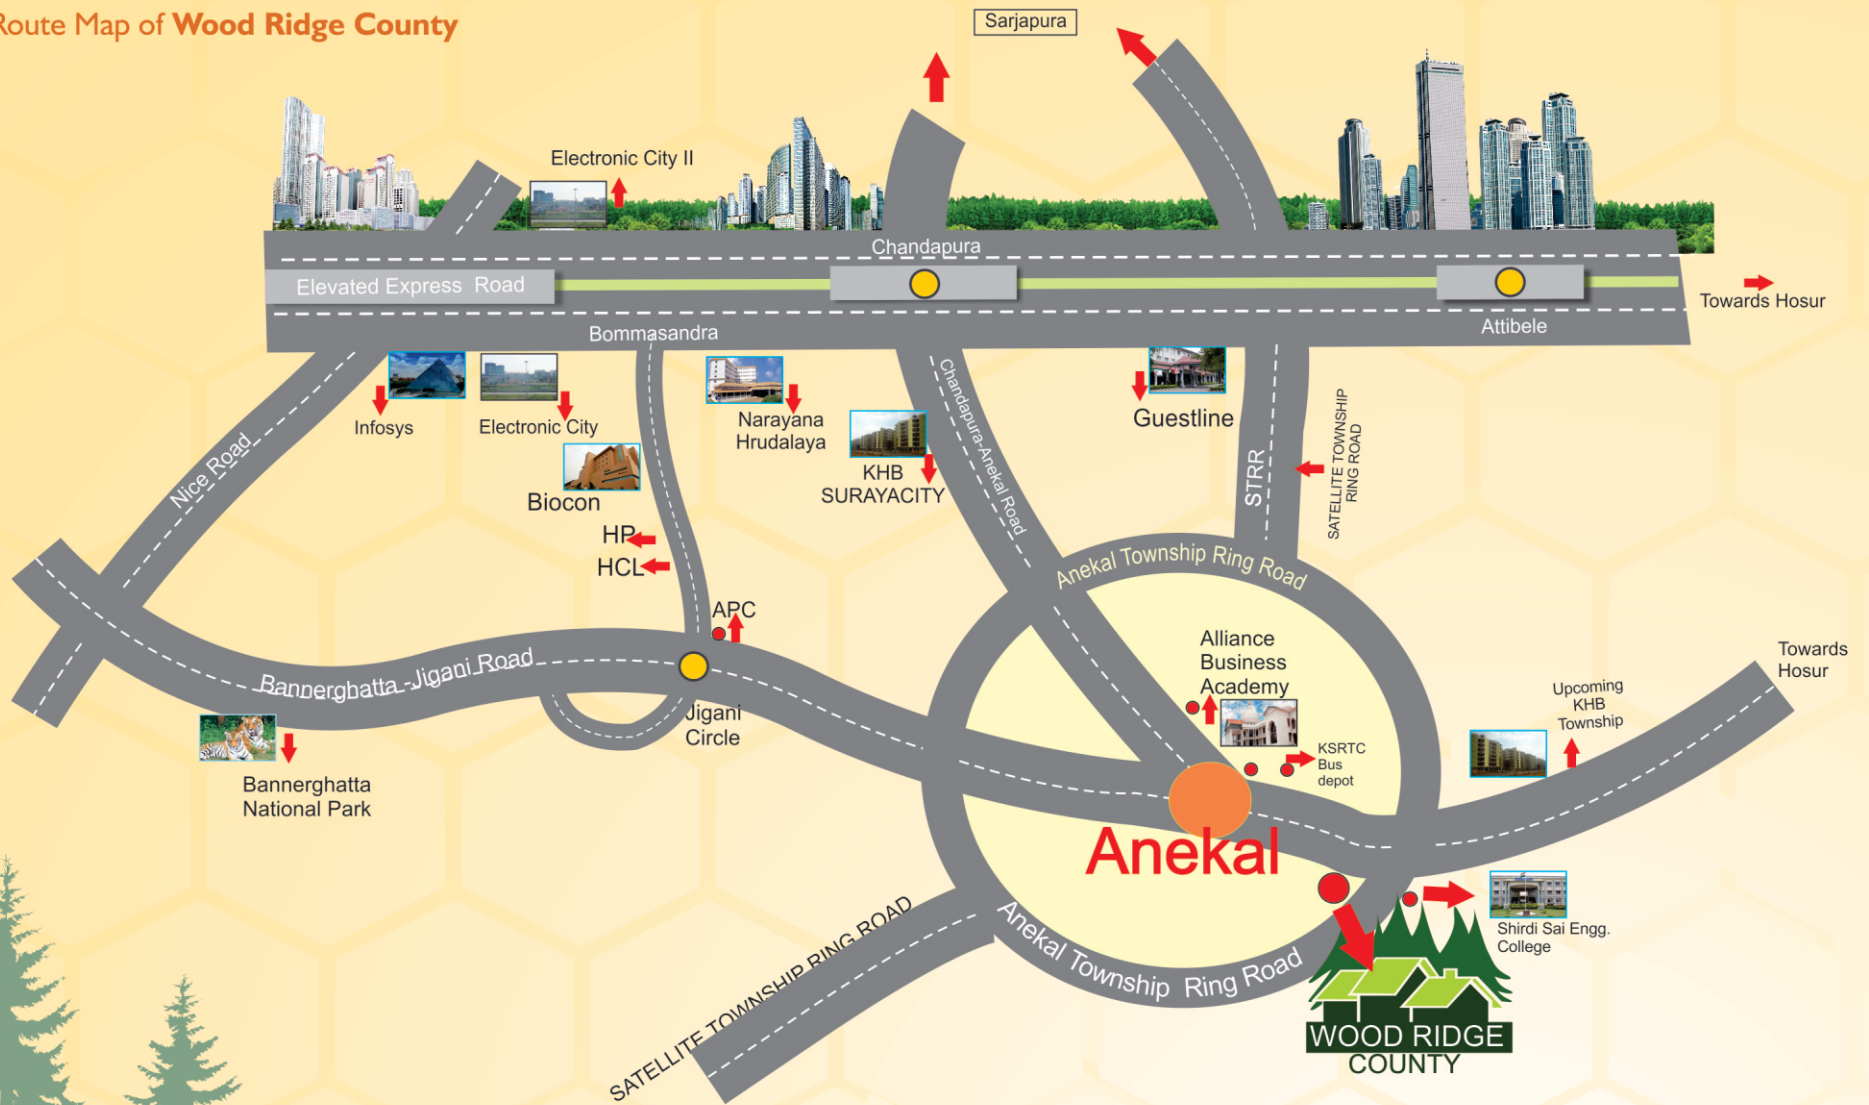 Route Map of Wood Ridge County
Sarjapura
Electronic City II
Chandapura
Elevated Express Road
Towards Hosur
Bommasandra
Attibele
Infosys
Electronic City
Narayana
Hrudalaya
KHB
SURAYACITY
Guestline
Chandapura-Anekal Road
STRR
SATELLITE TOWNSHIP
RING ROAD
Nice Road
Biocon
HP
HCL
APC
Anekal Township Ring Road
Alliance
Business
Academy
Bannerghatta -Jigani Road
Jigani
Circle
KSRTC
Bus
depot
Upcoming
KHB
Township
Towards
Hosur
Bannerghatta
National Park
Anekal
SATELLITE TOWNSHIP RING ROAD
Anekal Township Ring Road
Shirdi Sai Engg.
College
WOOD RIDGE
COUNTY